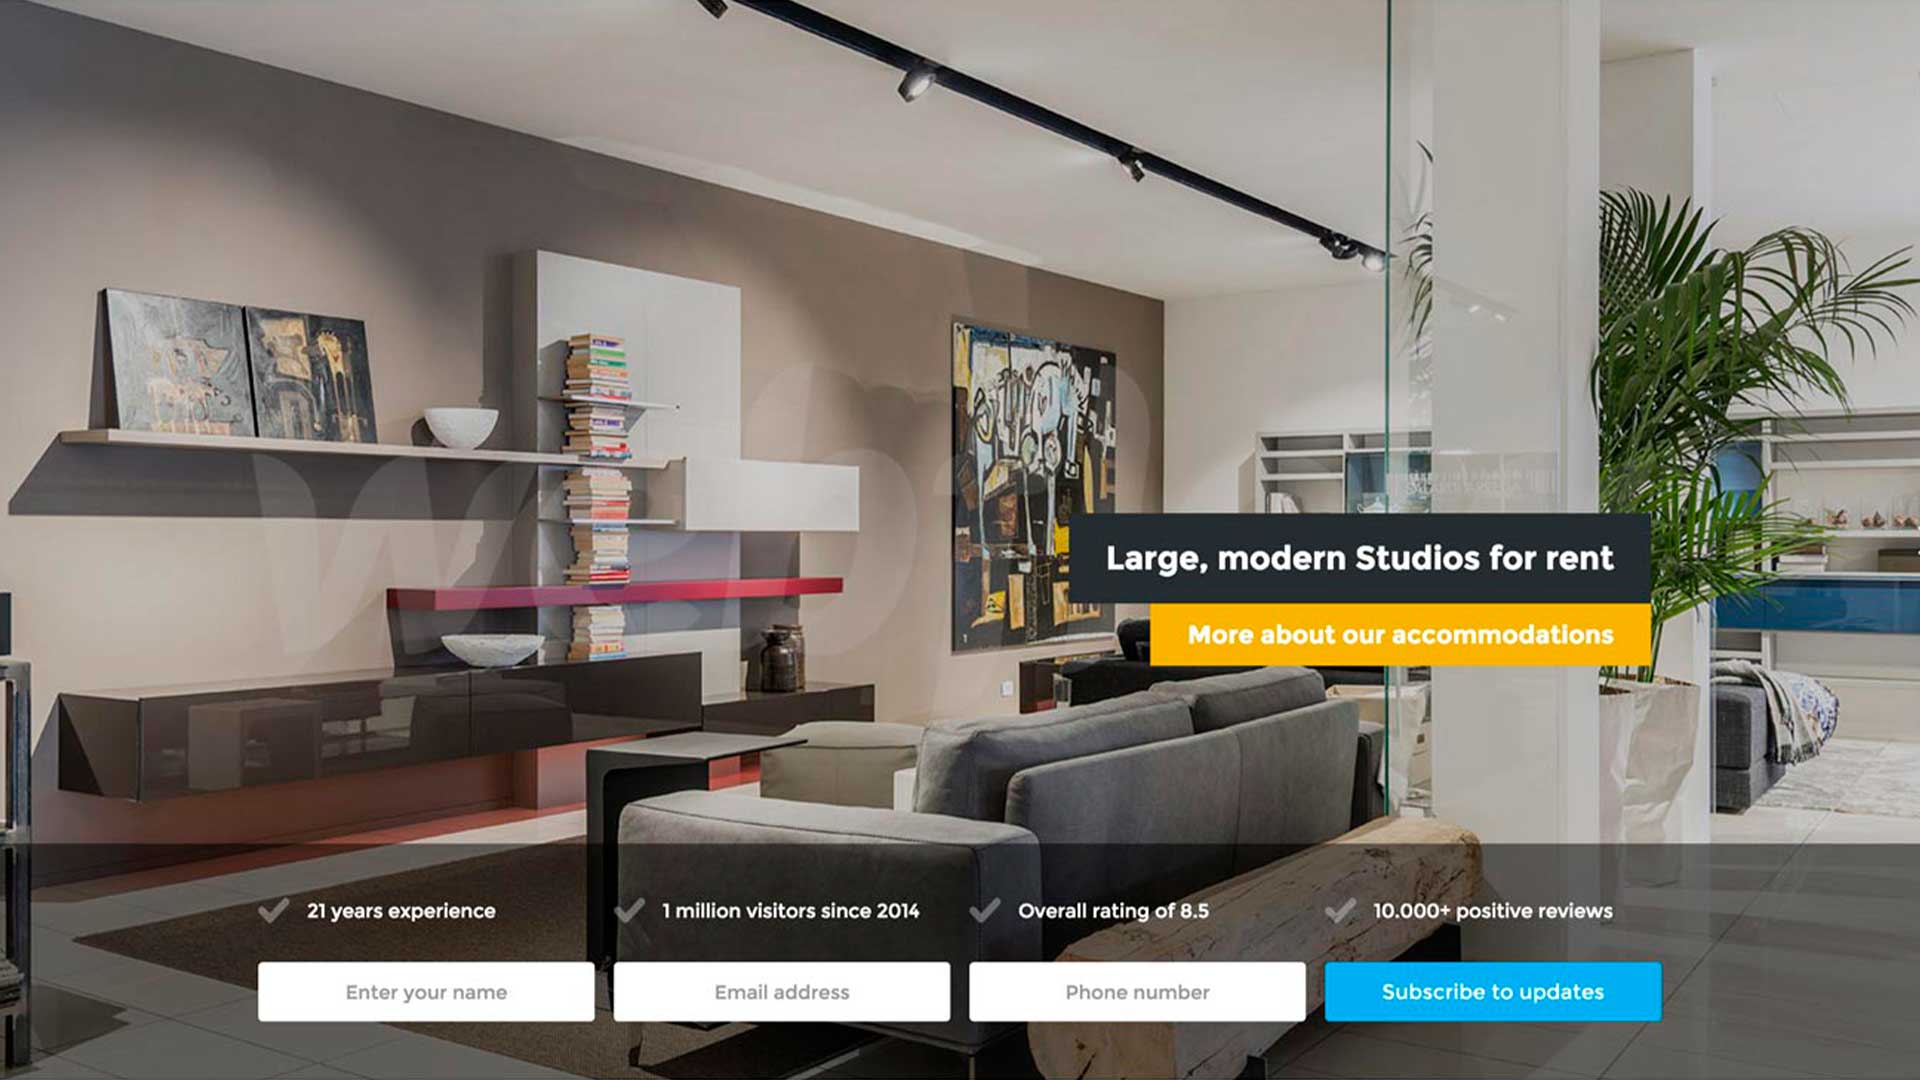 Large, modern Studios for rent
More about our accommodations
21 years experience
1 million visitors since 2014
Overall rating of 8.5
10.000+ positive reviews
Enter your name
Email address
Phone number
Subscribe to updates